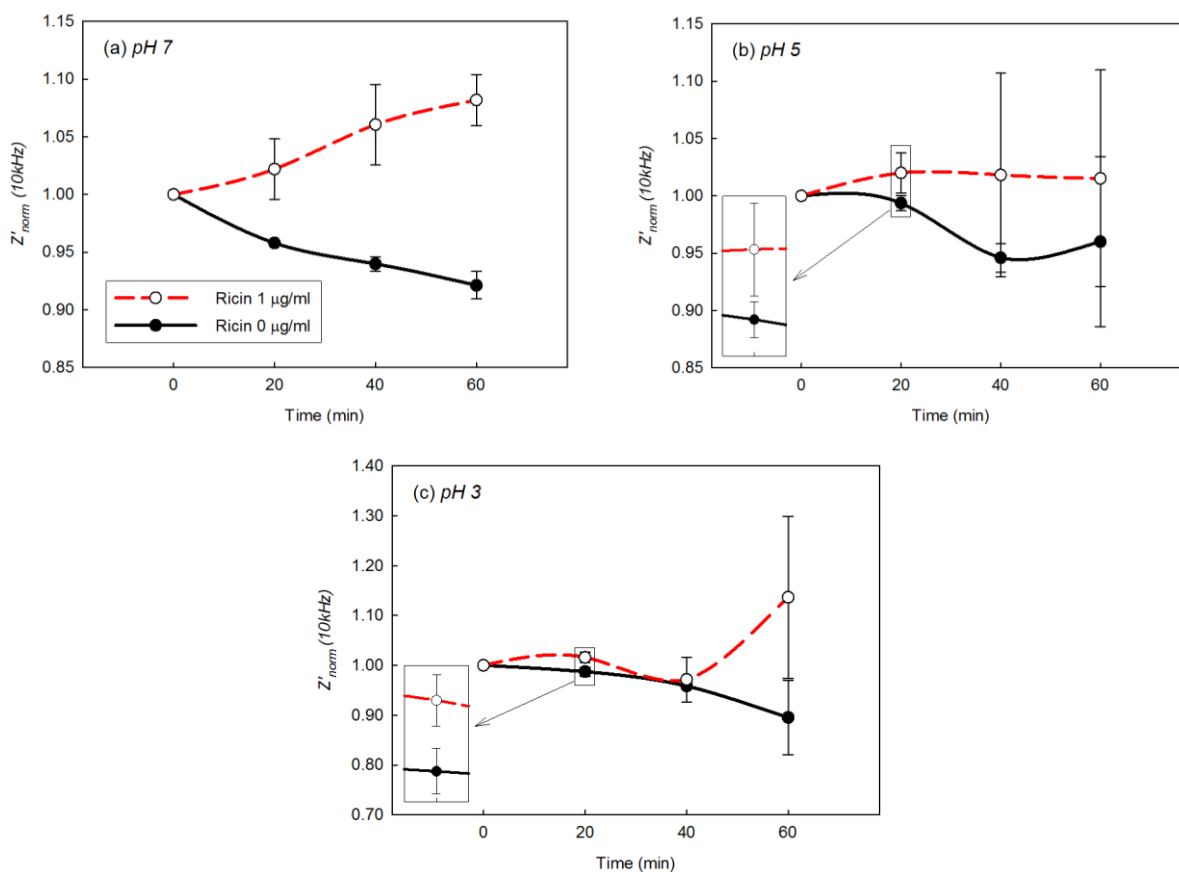 (a) pH 7
1.15
1.10
1.05
1.00
0.95
0.90
0.85
Z'norm (10kHz)
Ricin 1 μg/ml
Ricin 0 μg/ml
0 20 40 60
Time (min)
(b) pH 5
1.15
1.10
1.05
1.00
0.95
0.90
0.85
Z'norm (10kHz)
0 20 40 60
Time (min)
(c) pH 3
1.40
1.30
1.20
1.10
1.00
0.90
0.80
0.70
Z'norm (10kHz)
0 20 40 60
Time (min)